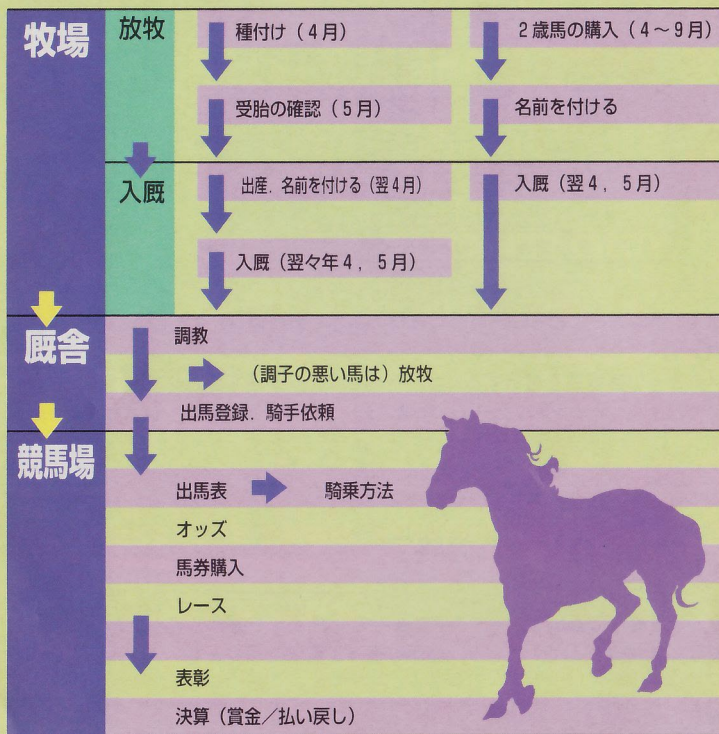 牧場
放牧
種付け（4月）
2歳馬の購入（4～9月）
受胎の確認（5月）
名前を付ける
入厩
出産．名前を付ける（翌4月）
入厩（翌4，5月）
入厩（翌々年4，5月）
厩舎
調教
（調子の悪い馬は）放牧
出馬登録．騎手依頼
競馬場
出馬表
騎乗方法
オッズ
馬券購入
レース
表彰
決算（賞金／払い戻し）